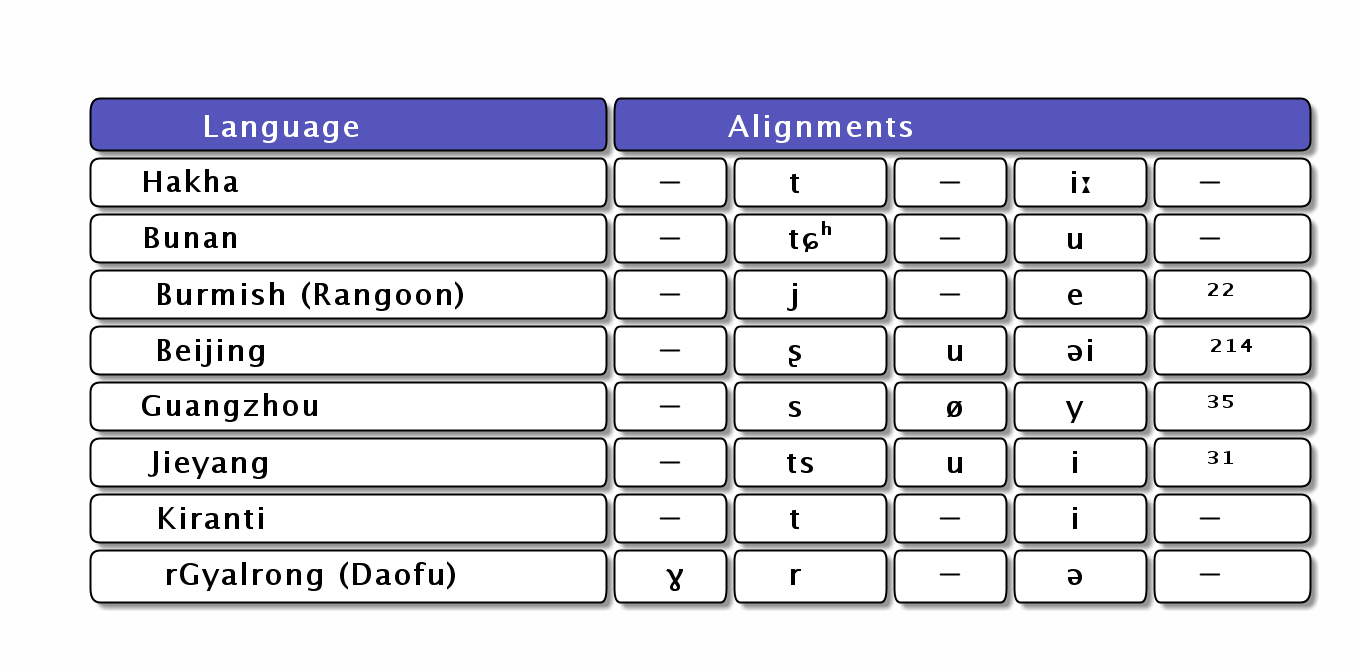 Language Alignments
Hakha – t – iː –
Bunan – tɕʰ – u –
Burmish (Rangoon) – j – e ²²
Beijing – ʂ u əi ²¹⁴
Guangzhou – s ø y ³⁵
Jieyang – ts u i ³¹
Kiranti – t – i –
rGyalrong (Daofu) ɣ r – ə –